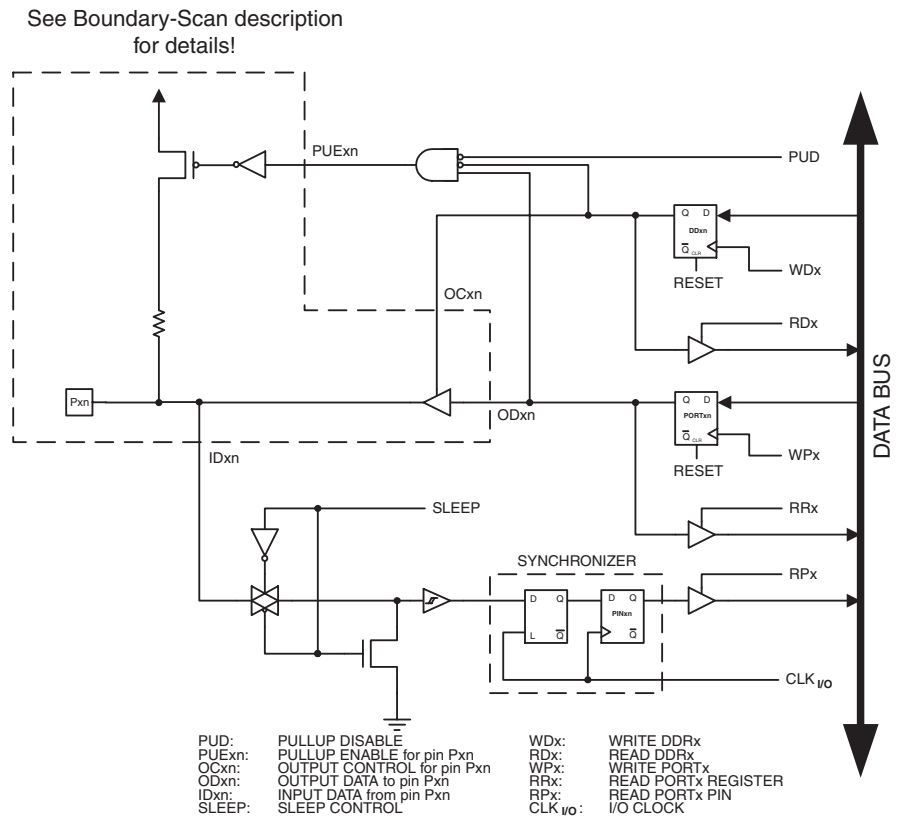 See Boundary-Scan description
for details!
PUExn
PUD
Q D
DDxn
Q CLR
RESET
WDx
OCxn
RDx
Pxn
ODxn
Q D
PORTxn
Q CLR
RESET
WPx
DATA BUS
IDxn
SLEEP
RRx
SYNCHRONIZER
RPx
D Q
L Q
D Q
PINxn
Q
CLK I/O
PUD: PULLUP DISABLE
PUExn: PULLUP ENABLE for pin Pxn
OCxn: OUTPUT CONTROL for pin Pxn
ODxn: OUTPUT DATA to pin Pxn
IDxn: INPUT DATA from pin Pxn
SLEEP: SLEEP CONTROL
WDx: WRITE DDRx
RDx: READ DDRx
WPx: WRITE PORTx
RRx: READ PORTx REGISTER
RPx: READ PORTx PIN
CLK I/O: I/O CLOCK